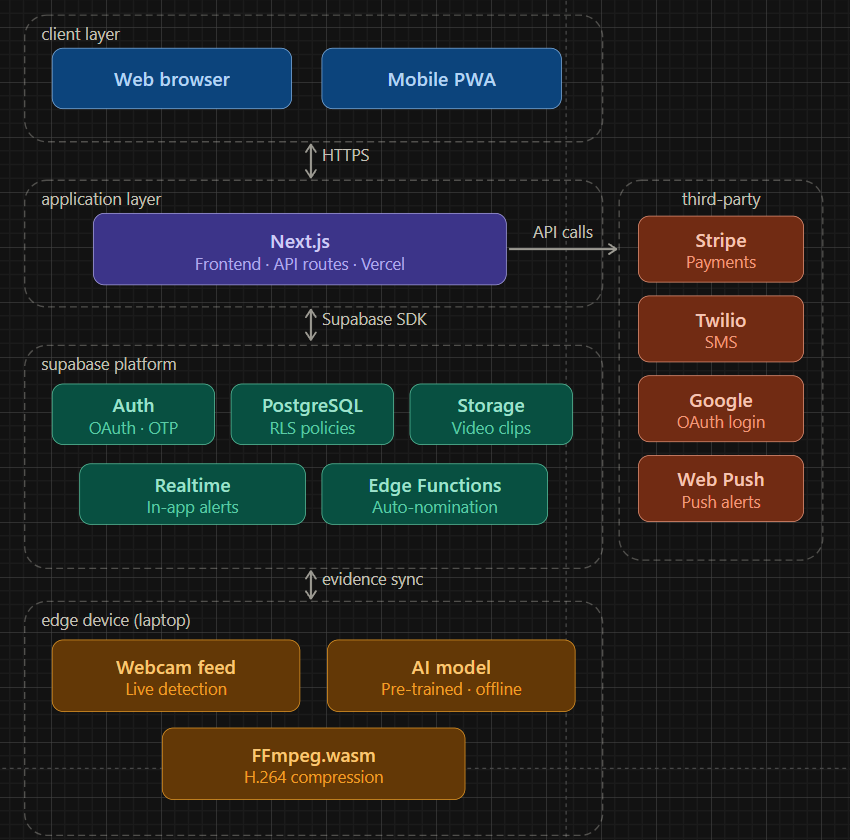 client layer
Web browser
Mobile PWA
HTTPS
application layer
Next.js
Frontend · API routes · Vercel
API calls
third-party
Stripe
Payments
Twilio
SMS
Google
OAuth login
Web Push
Push alerts
Supabase SDK
supabase platform
Auth
OAuth · OTP
PostgreSQL
RLS policies
Storage
Video clips
Realtime
In-app alerts
Edge Functions
Auto-nomination
evidence sync
edge device (laptop)
Webcam feed
Live detection
AI model
Pre-trained · offline
FFmpeg.wasm
H.264 compression